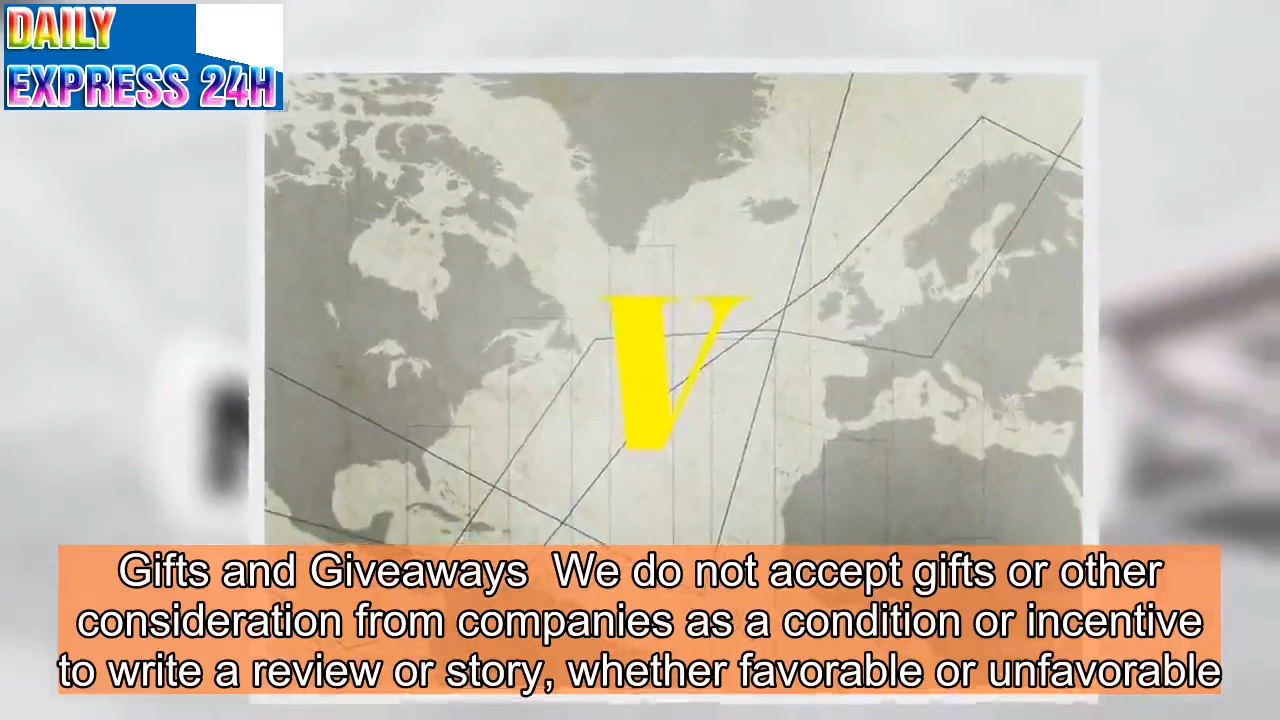 DAILY
EXPRESS 24H
V
Gifts and Giveaways  We do not accept gifts or other
consideration from companies as a condition or incentive
to write a review or story, whether favorable or unfavorable